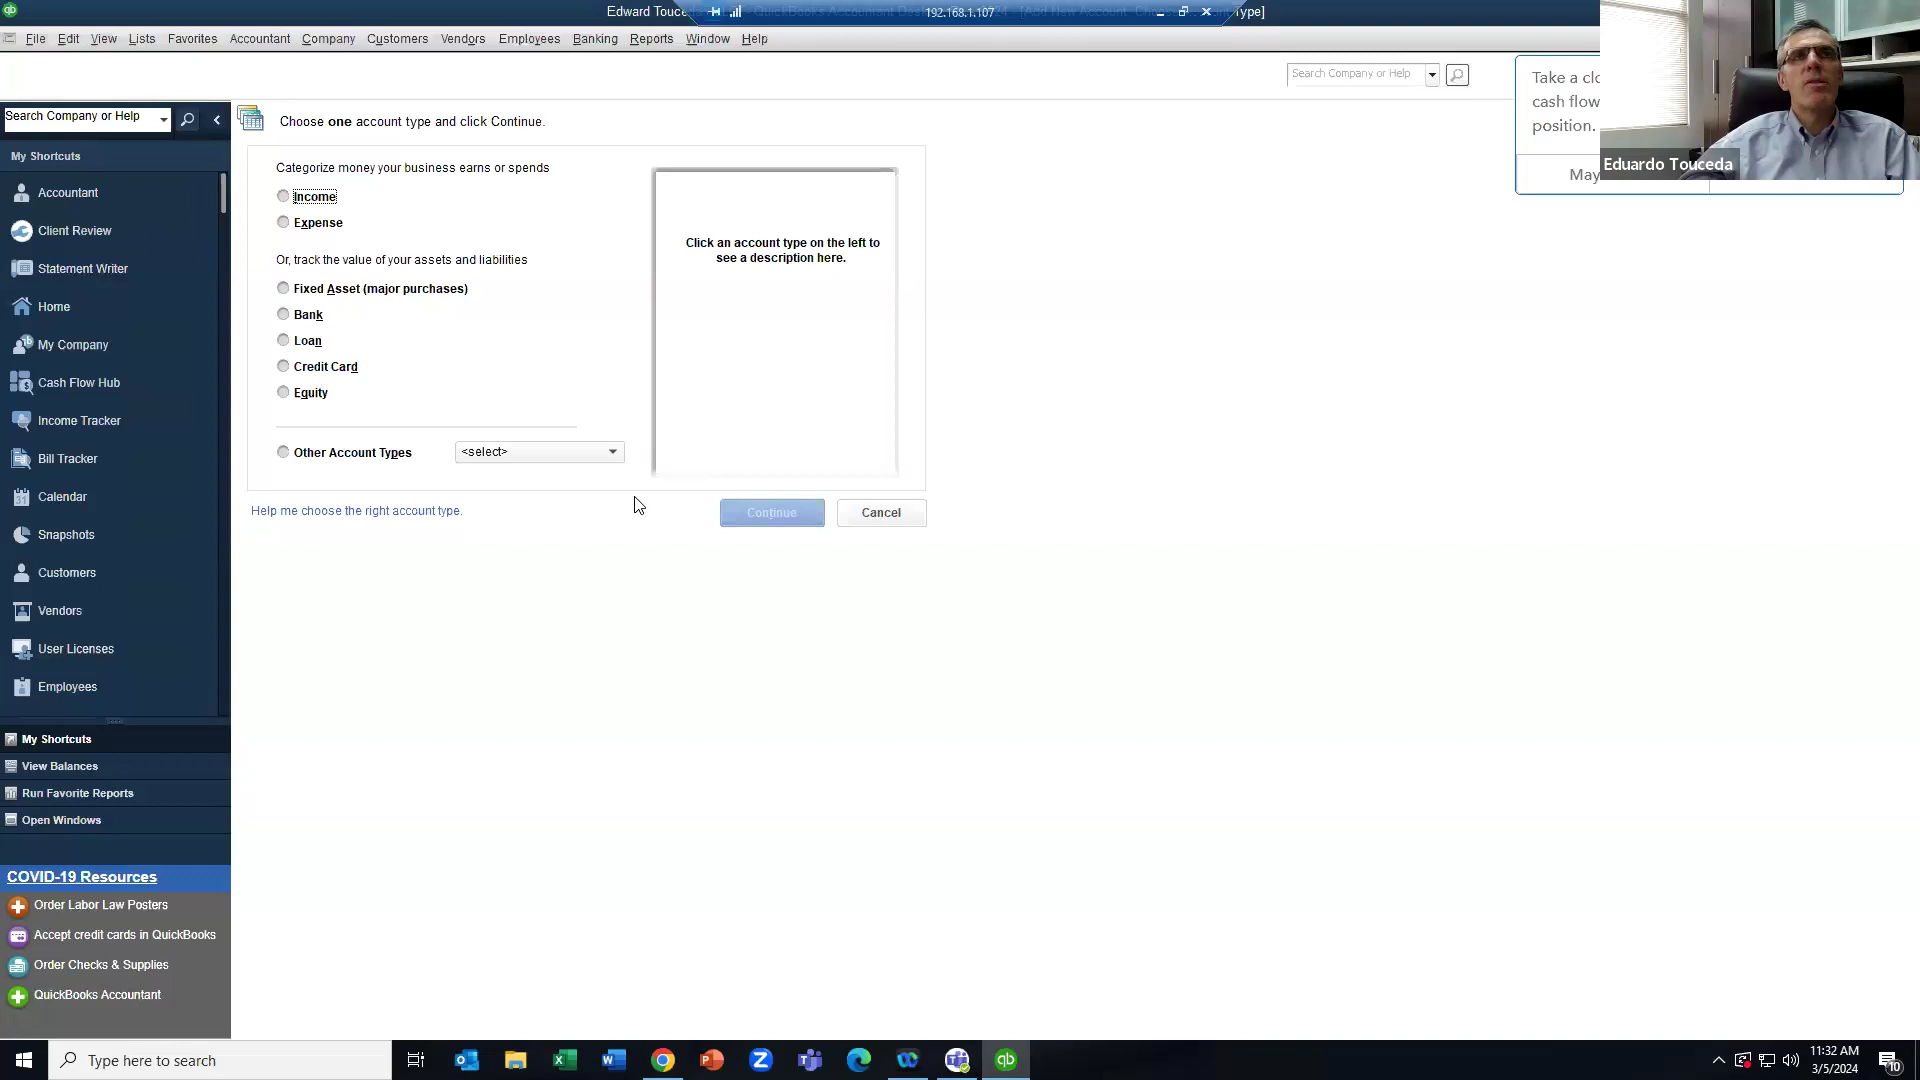 Edward Touce
192.168.1.107
Type]
File Edit View Lists Favorites Accountant Company Customers Vendors Employees Banking Reports Window Help
Search Company or Help
Take a clo
cash flow
position.
May
Eduardo Touceda
Search Company or Help
My Shortcuts
Accountant
Client Review
Statement Writer
Home
My Company
Cash Flow Hub
Income Tracker
Bill Tracker
Calendar
31
Snapshots
Customers
Vendors
User Licenses
Employees
My Shortcuts
View Balances
Run Favorite Reports
Open Windows
COVID-19 Resources
Order Labor Law Posters
Accept credit cards in QuickBooks
Order Checks & Supplies
QuickBooks Accountant
Choose one account type and click Continue.
Categorize money your business earns or spends
Income
Expense
Or, track the value of your assets and liabilities
Fixed Asset (major purchases)
Bank
Loan
Credit Card
Equity
Other Account Types
<select>
Click an account type on the left to
see a description here.
Help me choose the right account type.
Continue
Cancel
Type here to search
11:32 AM
3/5/2024
10